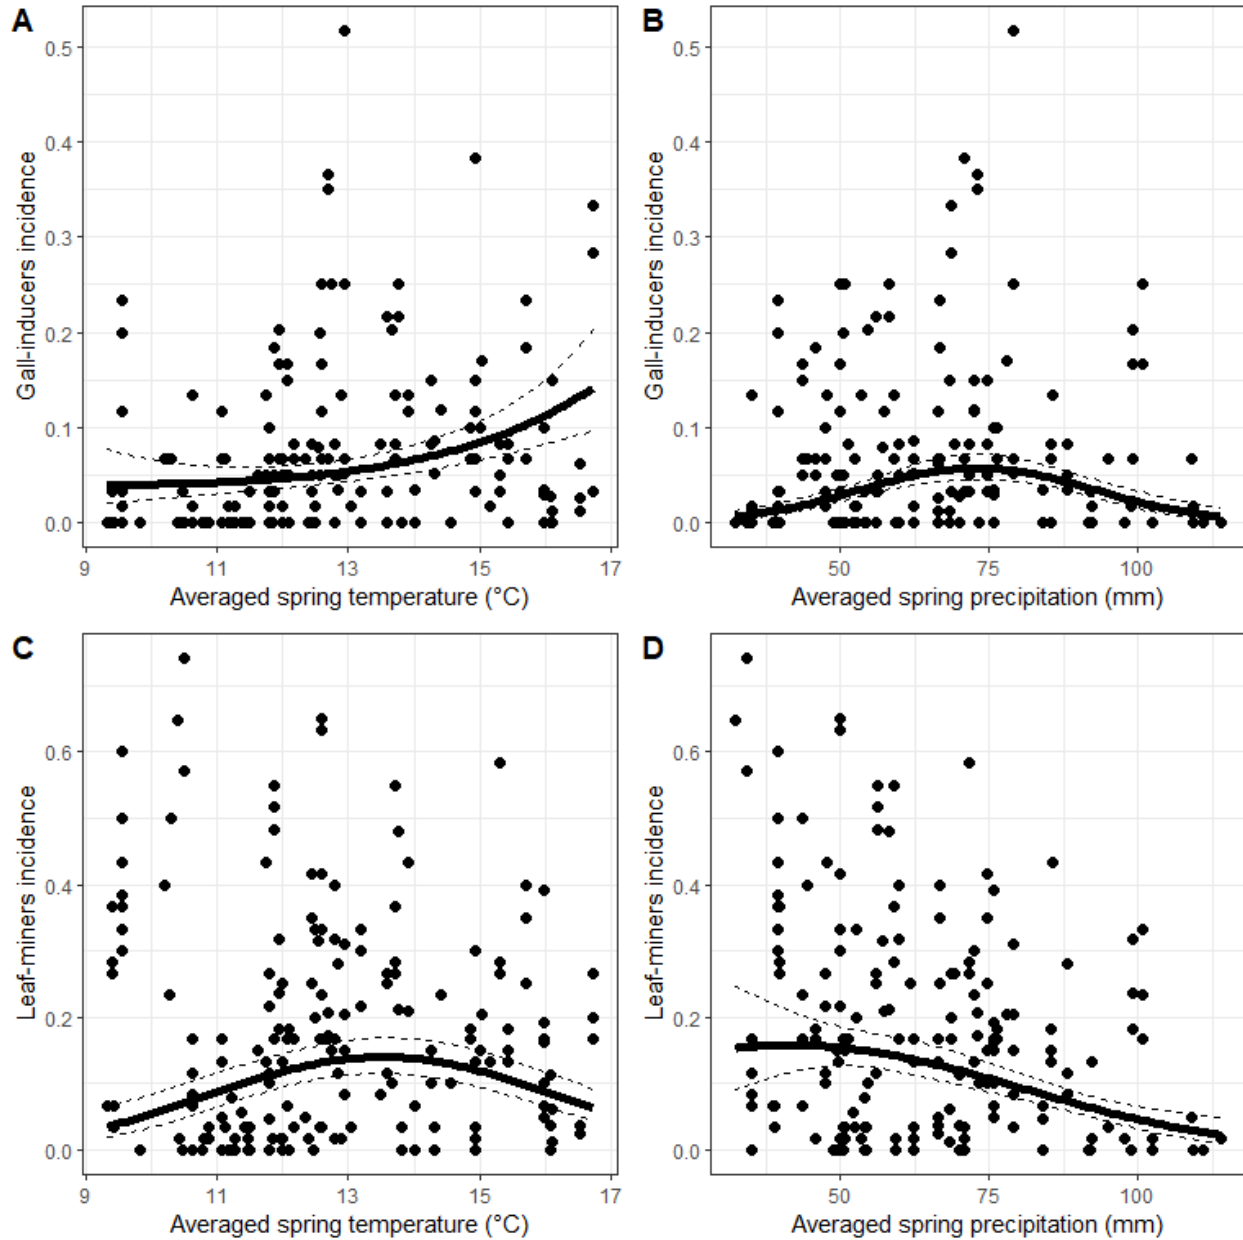 A
Gall-inducers incidence
0.5
0.4
0.3
0.2
0.1
0.0
9 11 13 15 17
Averaged spring temperature (°C)
B
Gall-inducers incidence
0.5
0.4
0.3
0.2
0.1
0.0
50 75 100
Averaged spring precipitation (mm)
C
Leaf-miners incidence
0.6
0.4
0.2
0.0
9 11 13 15 17
Averaged spring temperature (°C)
D
Leaf-miners incidence
0.6
0.4
0.2
0.0
50 75 100
Averaged spring precipitation (mm)